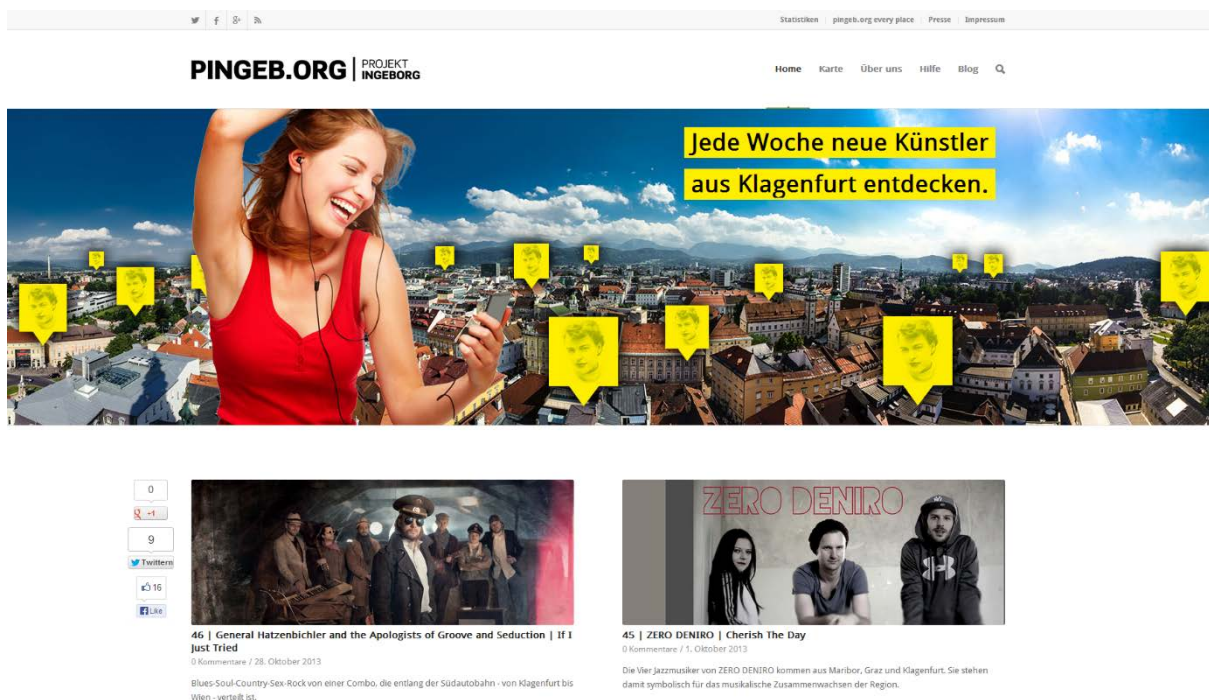 Statistiken
pingeb.org every place
Presse
Impressum
PINGEB.ORG | PROJEKT INGEBORG
Home
Karte
Über uns
Hilfe
Blog
Jede Woche neue Künstler
aus Klagenfurt entdecken.
0
+1
9
Twittern
16
Like
46 | General Hatzenbichler and the Apologists of Groove and Seduction | If I
Just Tried
0 Kommentare / 28. Oktober 2013
Blues-Soul-Country-Sex-Rock von einer Combo, die entlang der Südautobahn - von Klagenfurt bis
Wien - verteilt ist.
ZERO DENIRO
45 | ZERO DENIRO | Cherish The Day
0 Kommentare / 1. Oktober 2013
Die Vier Jazzmusiker von ZERO DENIRO kommen aus Maribor, Graz und Klagenfurt. Sie stehen
damit symbolisch für das musikalische Zusammenwachsen der Region.